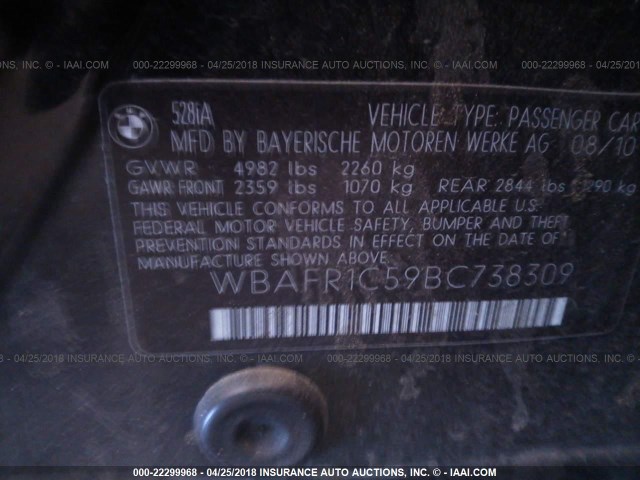 000-22299968 - 04/25/2018 INSURANCE AUTO AUCTIONS, INC. - © - IAAI.COM
BMW
528iA
VEHICLE TYPE: PASSENGER CAR
MFD BY BAYERISCHE MOTOREN WERKE AG 08/10
GVWR 4982 lbs 2260 kg
GAWR FRONT 2359 lbs 1070 kg REAR 2844 lbs 1290 kg
THIS VEHICLE CONFORMS TO ALL APPLICABLE U.S.
FEDERAL MOTOR VEHICLE SAFETY, BUMPER AND THEFT
PREVENTION STANDARDS IN EFFECT ON THE DATE OF
MANUFACTURE SHOWN ABOVE.
WBAFR1C59BC738309
000-22299968 - 04/25/2018 INSURANCE AUTO AUCTIONS, INC. - © - IAAI.COM
000-22299968 - 04/25/2018 INSURANCE AUTO AUCTIONS, INC. - © - IAAI.COM